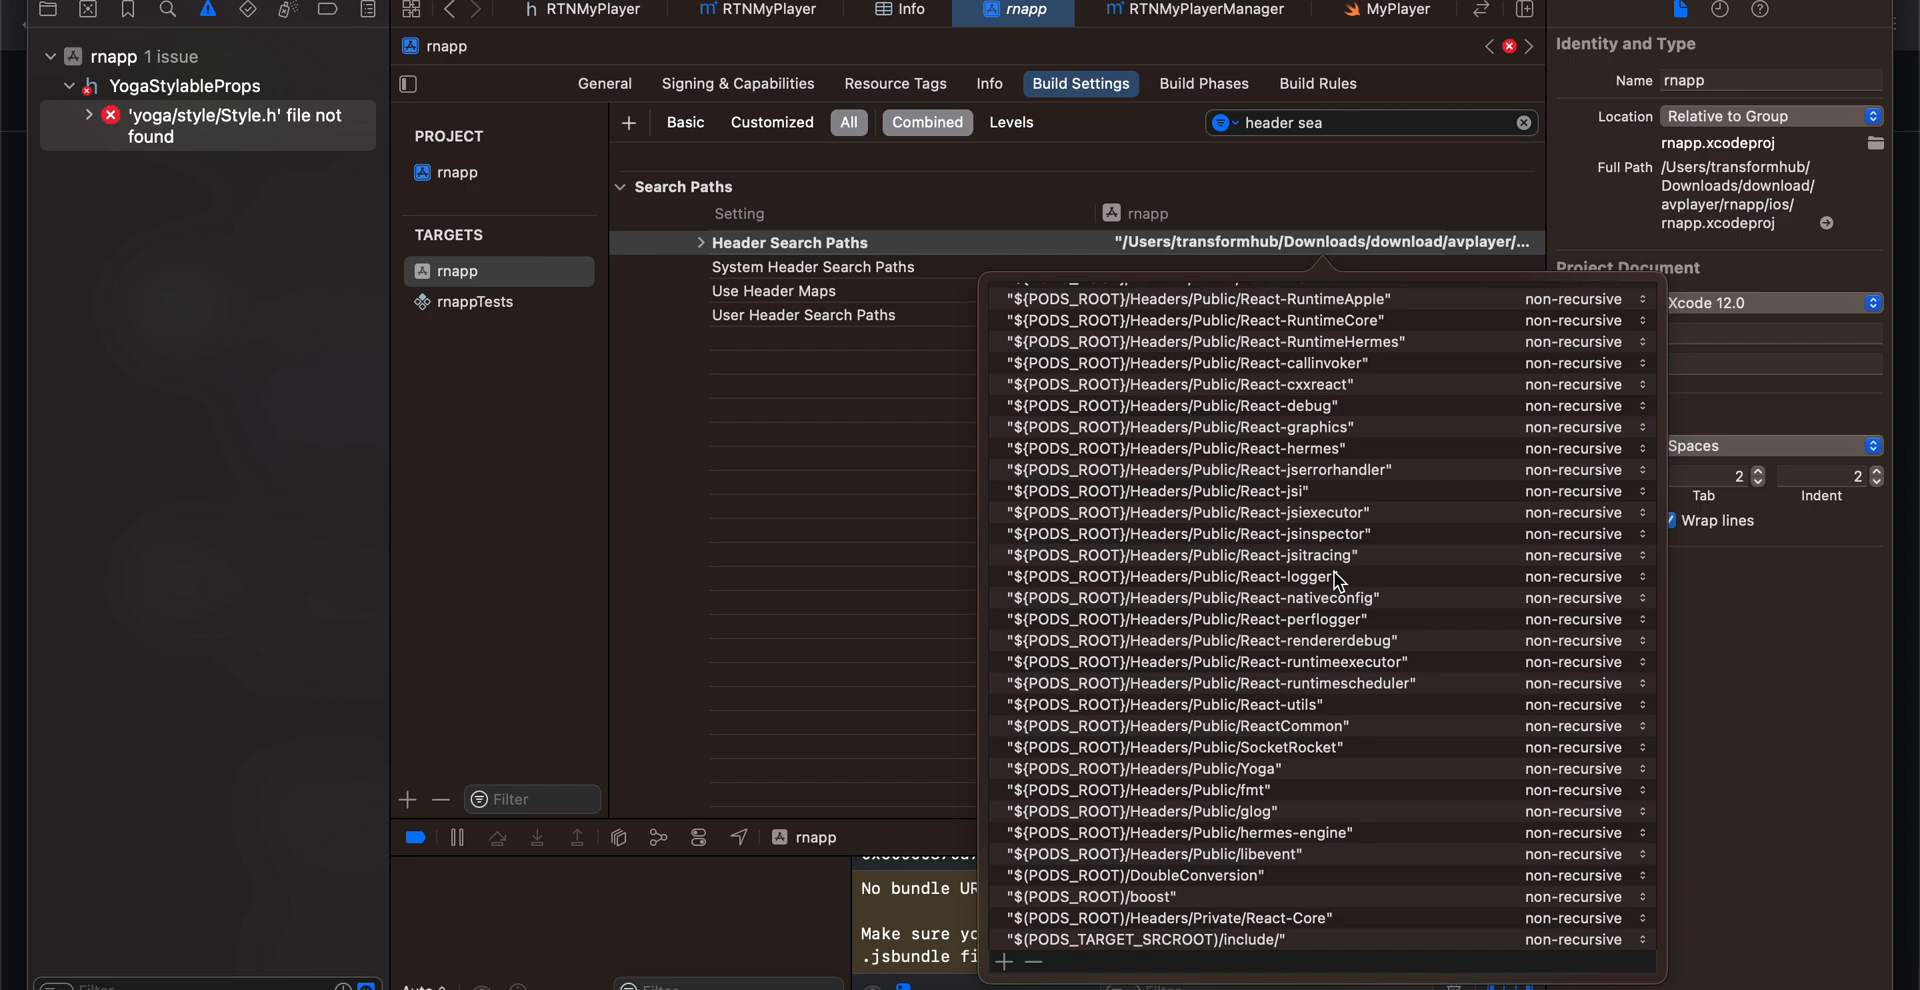 RTNMyPlayer
RTNMyPlayer
Info
rnapp
RTNMyPlayerManager
MyPlayer
rnapp 1 issue
YogaStylableProps
'yoga/style/Style.h' file not
found
rnapp
General
Signing & Capabilities
Resource Tags
Info
Build Settings
Build Phases
Build Rules
PROJECT
rnapp
TARGETS
rnapp
rnappTests
Filter
Basic
Customized
All
Combined
Levels
header sea
Search Paths
Setting
rnapp
Header Search Paths
"/Users/transformhub/Downloads/download/avplayer/...
System Header Search Paths
Use Header Maps
User Header Search Paths
"${PODS_ROOT}/Headers/Public/React-RuntimeApple" non-recursive
"${PODS_ROOT}/Headers/Public/React-RuntimeCore" non-recursive
"${PODS_ROOT}/Headers/Public/React-RuntimeHermes" non-recursive
"${PODS_ROOT}/Headers/Public/React-callinvoker" non-recursive
"${PODS_ROOT}/Headers/Public/React-cxxreact" non-recursive
"${PODS_ROOT}/Headers/Public/React-debug" non-recursive
"${PODS_ROOT}/Headers/Public/React-graphics" non-recursive
"${PODS_ROOT}/Headers/Public/React-hermes" non-recursive
"${PODS_ROOT}/Headers/Public/React-jserrorhandler" non-recursive
"${PODS_ROOT}/Headers/Public/React-jsi" non-recursive
"${PODS_ROOT}/Headers/Public/React-jsiexecutor" non-recursive
"${PODS_ROOT}/Headers/Public/React-jsinspector" non-recursive
"${PODS_ROOT}/Headers/Public/React-jsitracing" non-recursive
"${PODS_ROOT}/Headers/Public/React-logger" non-recursive
"${PODS_ROOT}/Headers/Public/React-nativeconfig" non-recursive
"${PODS_ROOT}/Headers/Public/React-perflogger" non-recursive
"${PODS_ROOT}/Headers/Public/React-rendererdebug" non-recursive
"${PODS_ROOT}/Headers/Public/React-runtimeexecutor" non-recursive
"${PODS_ROOT}/Headers/Public/React-runtimescheduler" non-recursive
"${PODS_ROOT}/Headers/Public/React-utils" non-recursive
"${PODS_ROOT}/Headers/Public/ReactCommon" non-recursive
"${PODS_ROOT}/Headers/Public/SocketRocket" non-recursive
"${PODS_ROOT}/Headers/Public/Yoga" non-recursive
"${PODS_ROOT}/Headers/Public/fmt" non-recursive
"${PODS_ROOT}/Headers/Public/glog" non-recursive
"${PODS_ROOT}/Headers/Public/hermes-engine" non-recursive
"${PODS_ROOT}/Headers/Public/libevent" non-recursive
"$(PODS_ROOT)/DoubleConversion" non-recursive
"$(PODS_ROOT)/boost" non-recursive
"$(PODS_ROOT)/Headers/Private/React-Core" non-recursive
"$(PODS_TARGET_SRCROOT)/include/" non-recursive
rnapp
No bundle UR
Make sure yo
.jsbundle fi
Identity and Type
Name rnapp
Location Relative to Group
rnapp.xcodeproj
Full Path /Users/transformhub/
Downloads/download/
avplayer/rnapp/ios/
rnapp.xcodeproj
Project Document
Xcode 12.0
Spaces
2 2
Tab Indent
Wrap lines